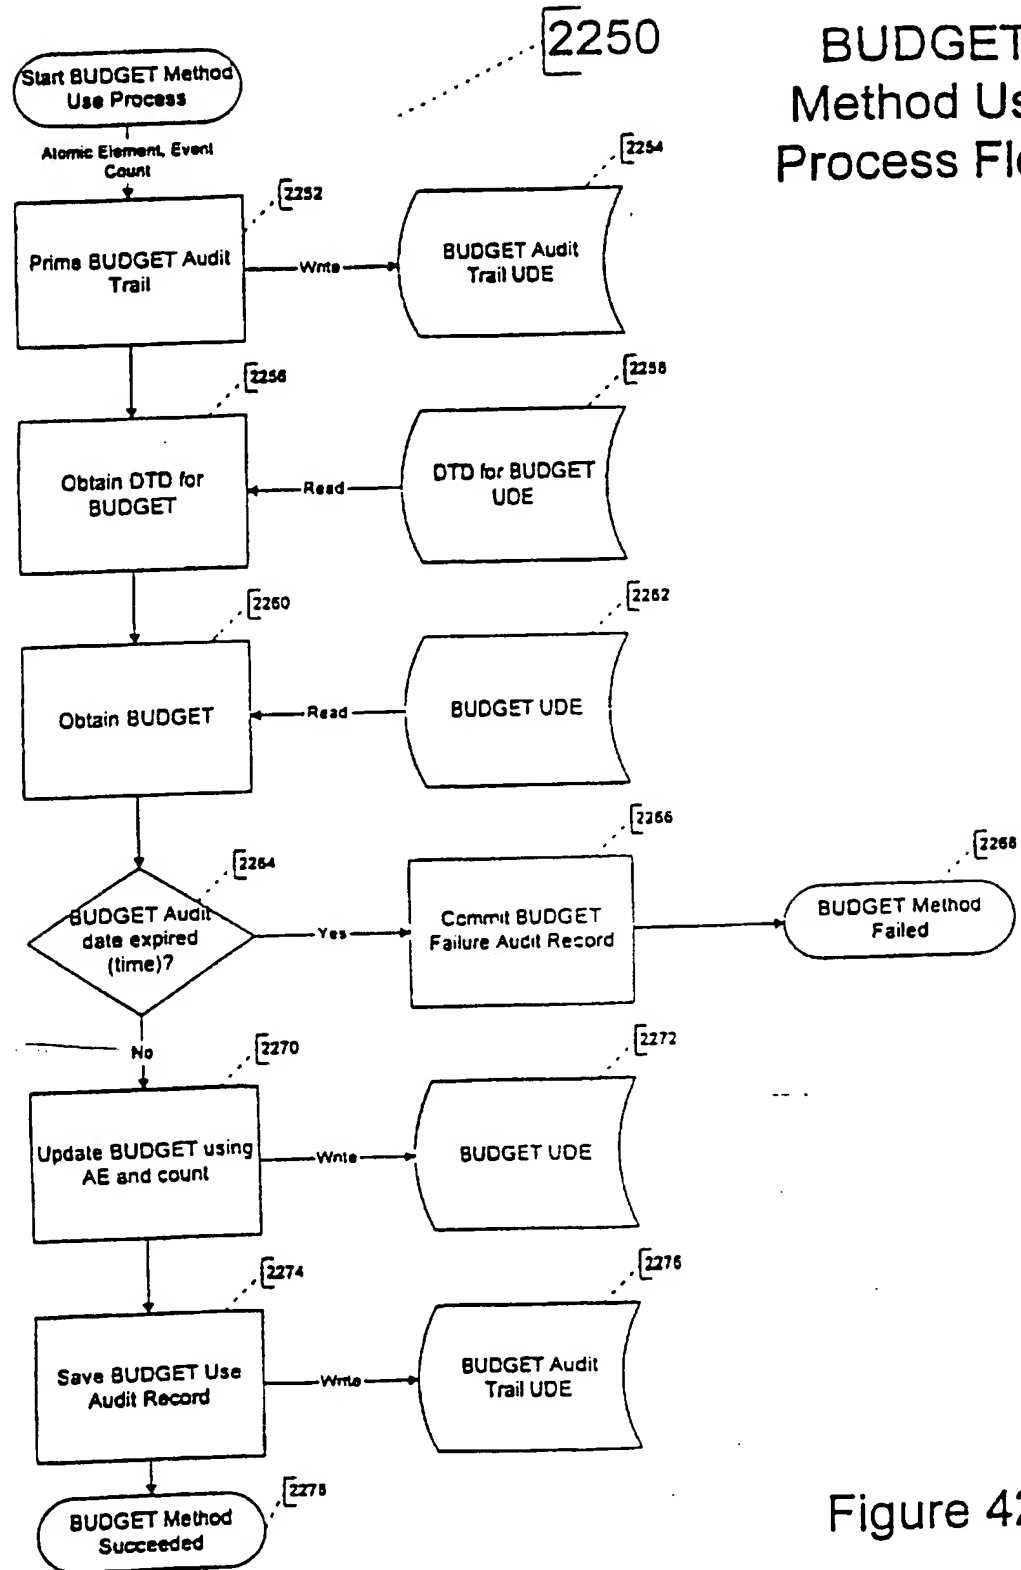 2250
BUDGET
Method Us
Process Flo
Start BUDGET Method
Use Process
Atomic Element, Event
Count
2252
2254
Prime BUDGET Audit
Trail
Write
BUDGET Audit
Trail UDE
2256
2258
Obtain DTD for
BUDGET
Read
DTD for BUDGET
UDE
2260
2262
Obtain BUDGET
Read
BUDGET UDE
2264
2266
2268
BUDGET Audit
date expired
(time)?
Yes
Commit BUDGET
Failure Audit Record
BUDGET Method
Failed
No
2270
2272
Update BUDGET using
AE and count
Write
BUDGET UDE
2274
2276
Save BUDGET Use
Audit Record
Write
BUDGET Audit
Trail UDE
2278
BUDGET Method
Succeeded
Figure 42